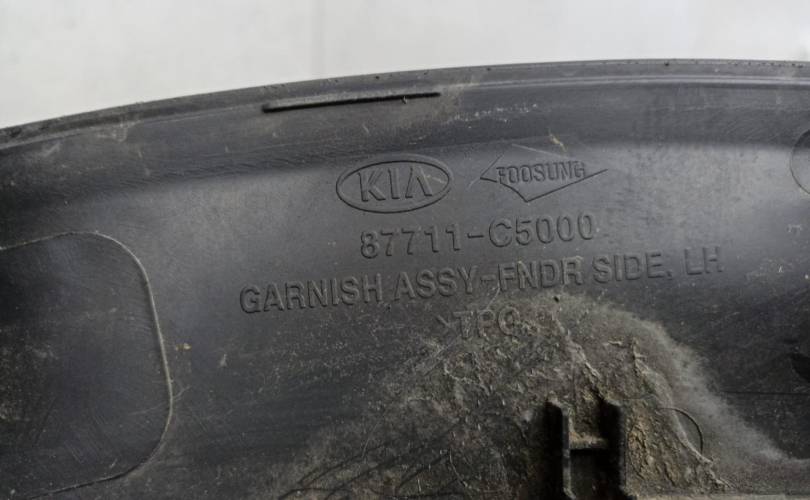 KIA FOOSUNG
87711-C5000
GARNISH ASSY-FNDR SIDE. LH
>TPO<